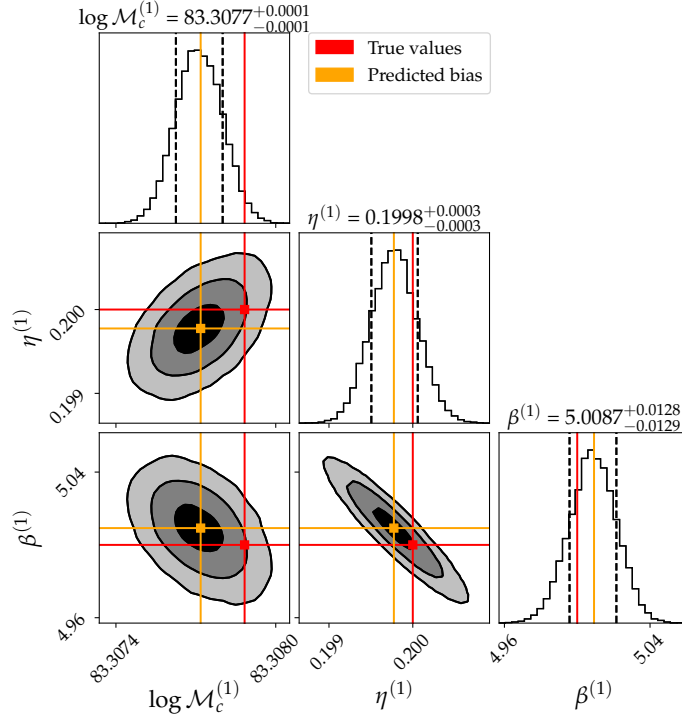 log ℳ_c^{(1)} = 83.3077^{+0.0001}_{-0.0001}
True values
Predicted bias
η^{(1)} = 0.1998^{+0.0003}_{-0.0003}
η^{(1)}
0.200
0.199
β^{(1)} = 5.0087^{+0.0128}_{-0.0129}
β^{(1)}
5.04
4.96
83.3074 83.3080 0.199 0.200 4.96 5.04
log ℳ_c^{(1)} η^{(1)} β^{(1)}